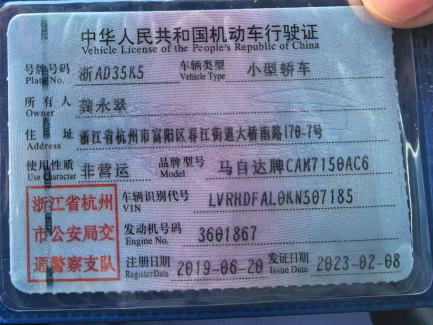 中华人民共和国机动车行驶证
Vehicle License of the People's Republic of China
号牌号码 浙AD35K5 车辆类型 小型轿车
Plate No. Vehicle Type
所有人 龚永翠
Owner
住址 浙江省杭州市富阳区春江街道大桥南路170-7号
Address
使用性质 非营运 品牌型号 马自达牌CAM7150AC6
Use Character Model
浙江省杭州
市公安局交
通警察支队
车辆识别代号 LVRHDFAL0KN507185
VIN
发动机号码 3601867
Engine No.
注册日期 2019-06-20 发证日期 2023-02-08
Register Date Issue Date